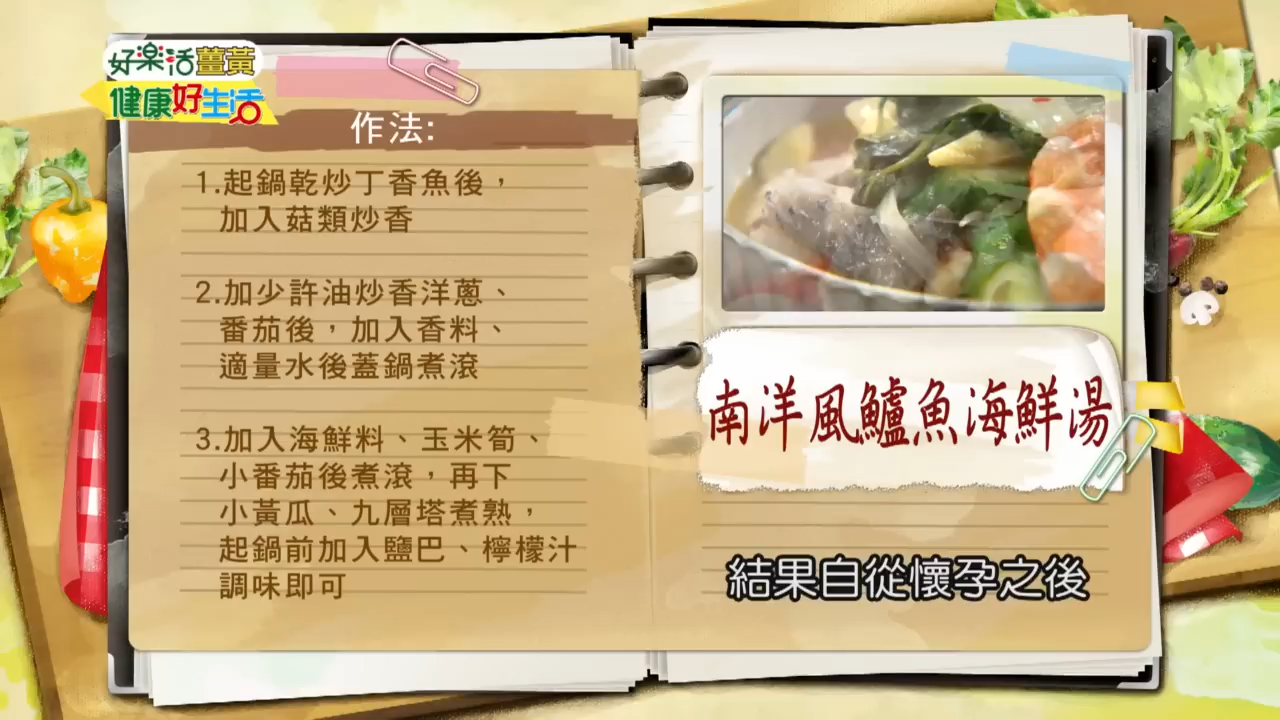 好樂活薑黃
健康好生活
作法:
1.起鍋乾炒丁香魚後，
加入菇類炒香
2.加少許油炒香洋蔥、
番茄後，加入香料、
適量水後蓋鍋煮滾
3.加入海鮮料、玉米筍、
小番茄後煮滾，再下
小黃瓜、九層塔煮熟，
起鍋前加入鹽巴、檸檬汁
調味即可
南洋風鱸魚海鮮湯
結果自從懷孕之後